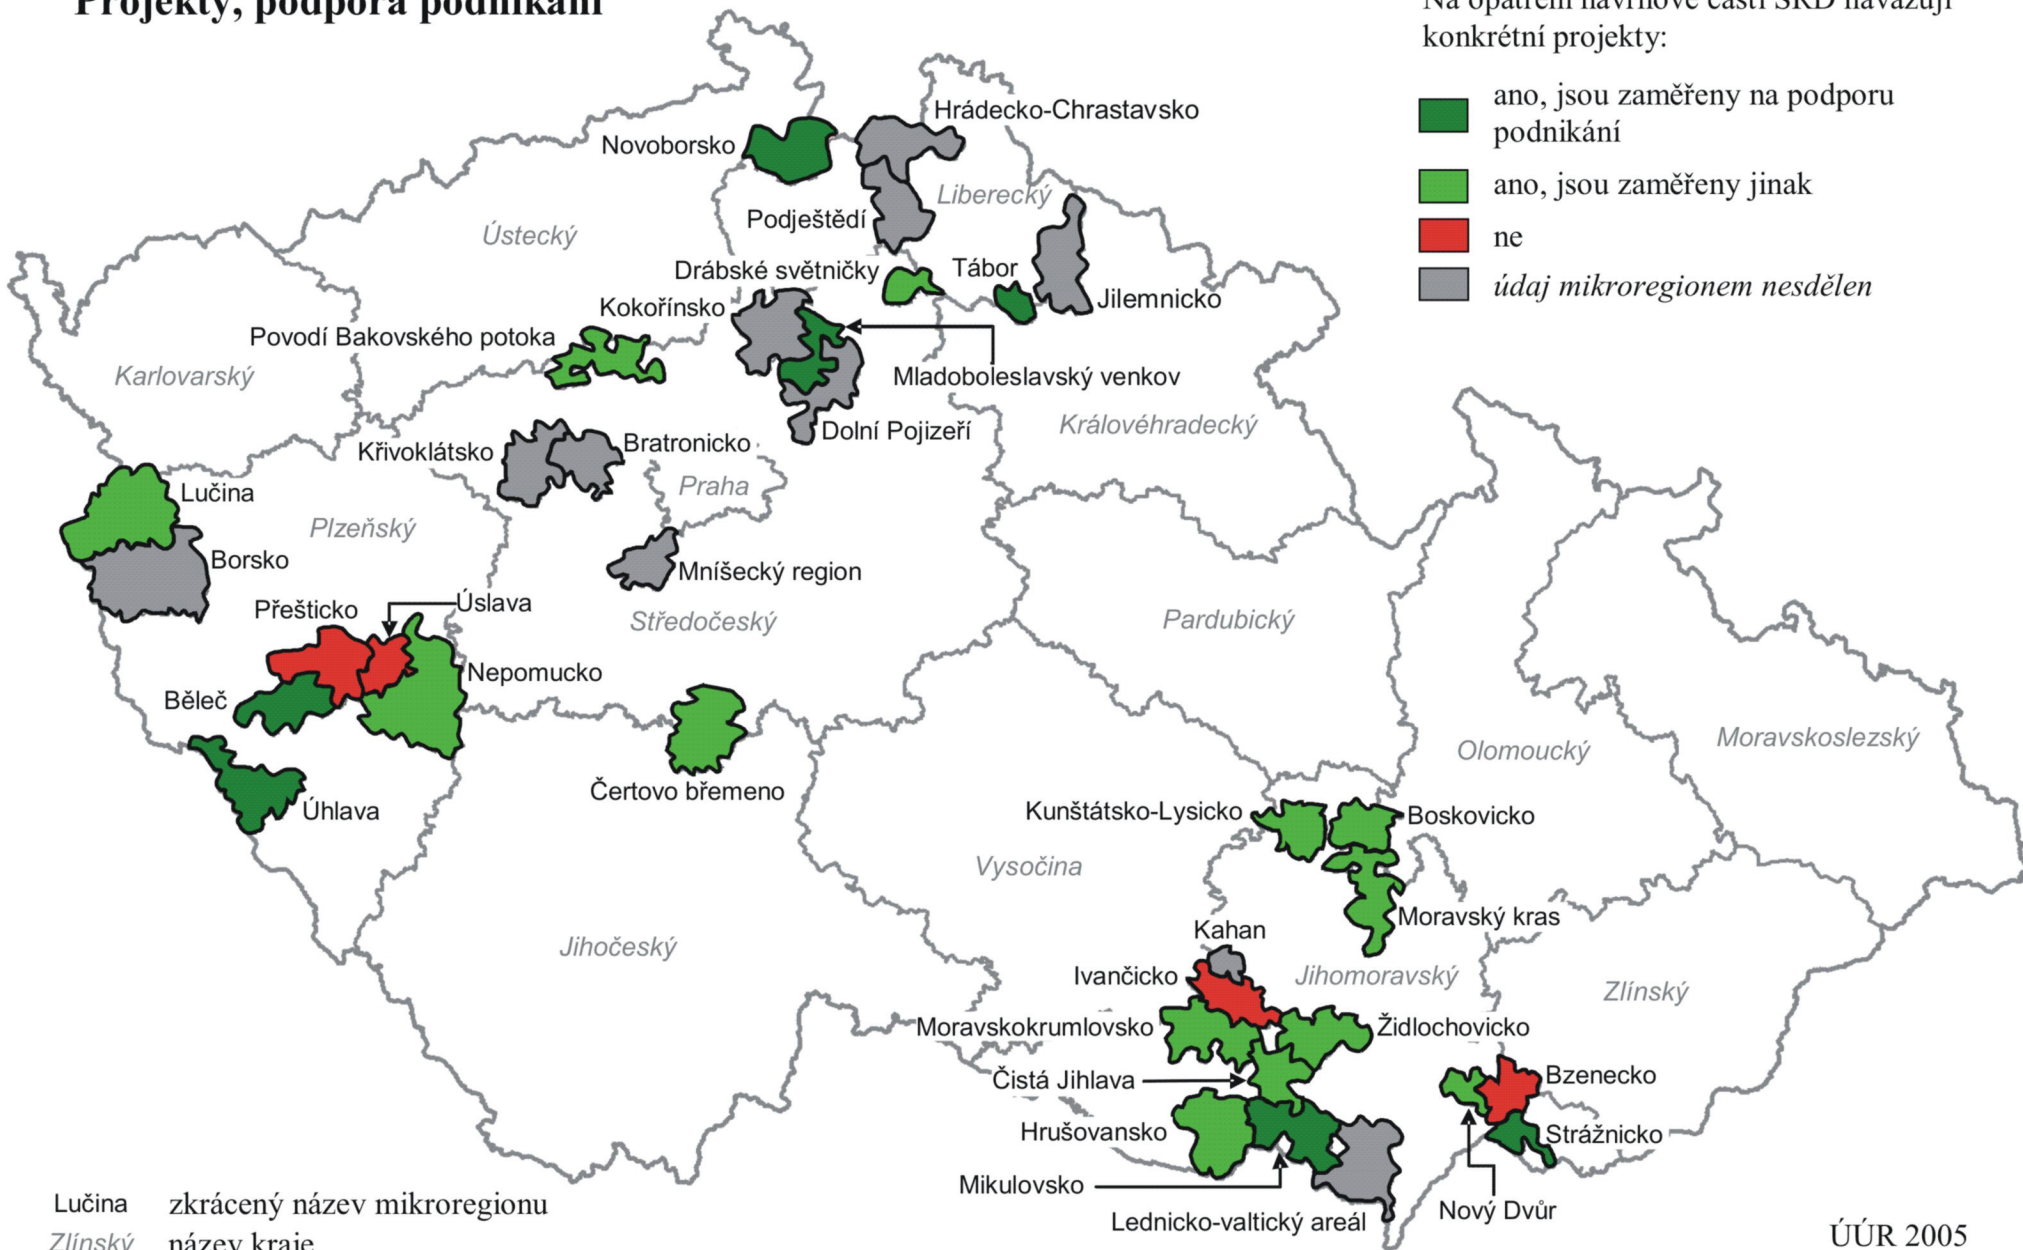 Projekty, podpora podnikání
Na opatření návrhové části SRD navazují
konkrétní projekty:
ano, jsou zaměřeny na podporu
podnikání
ano, jsou zaměřeny jinak
ne
údaj mikroregionem nesdělen
Hrádecko-Chrastavsko
Novoborsko
Liberecký
Podještědí
Ústecký
Drábské světničky
Tábor
Jilemnicko
Kokořínsko
Povodí Bakovského potoka
Karlovarský
Mladoboleslavský venkov
Královéhradecký
Dolní Pojizeří
Křivoklátsko
Bratronicko
Praha
Lučina
Plzeňský
Borsko
Mníšecký region
Přešticko
Úslava
Středočeský
Pardubický
Nepomucko
Běleč
Olomoucký
Moravskoslezský
Čertovo břemeno
Úhlava
Kunštátsko-Lysicko
Boskovicko
Vysočina
Moravský kras
Kahan
Jihočeský
Ivančicko
Jihomoravský
Zlínský
Moravskokrumlovsko
Židlochovicko
Čistá Jihlava
Bzenecko
Hrušovansko
Strážnicko
Mikulovsko
Lednicko-valtický areál
Nový Dvůr
Lučina zkrácený název mikroregionu
Zlínský název kraje
ÚÚR 2005